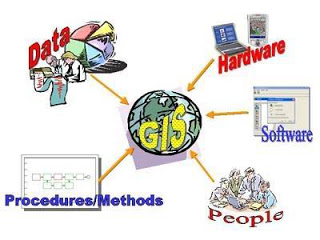 Data
Hardware
GIS
Software
Procedures/Methods
People